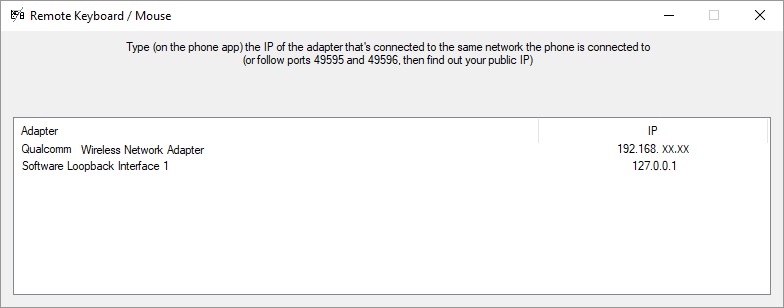 Remote Keyboard / Mouse
Type (on the phone app) the IP of the adapter that's connected to the same network the phone is connected to
(or follow ports 49595 and 49596, then find out your public IP)
Adapter IP
Qualcomm Wireless Network Adapter 192.168. XX.XX
Software Loopback Interface 1 127.0.0.1